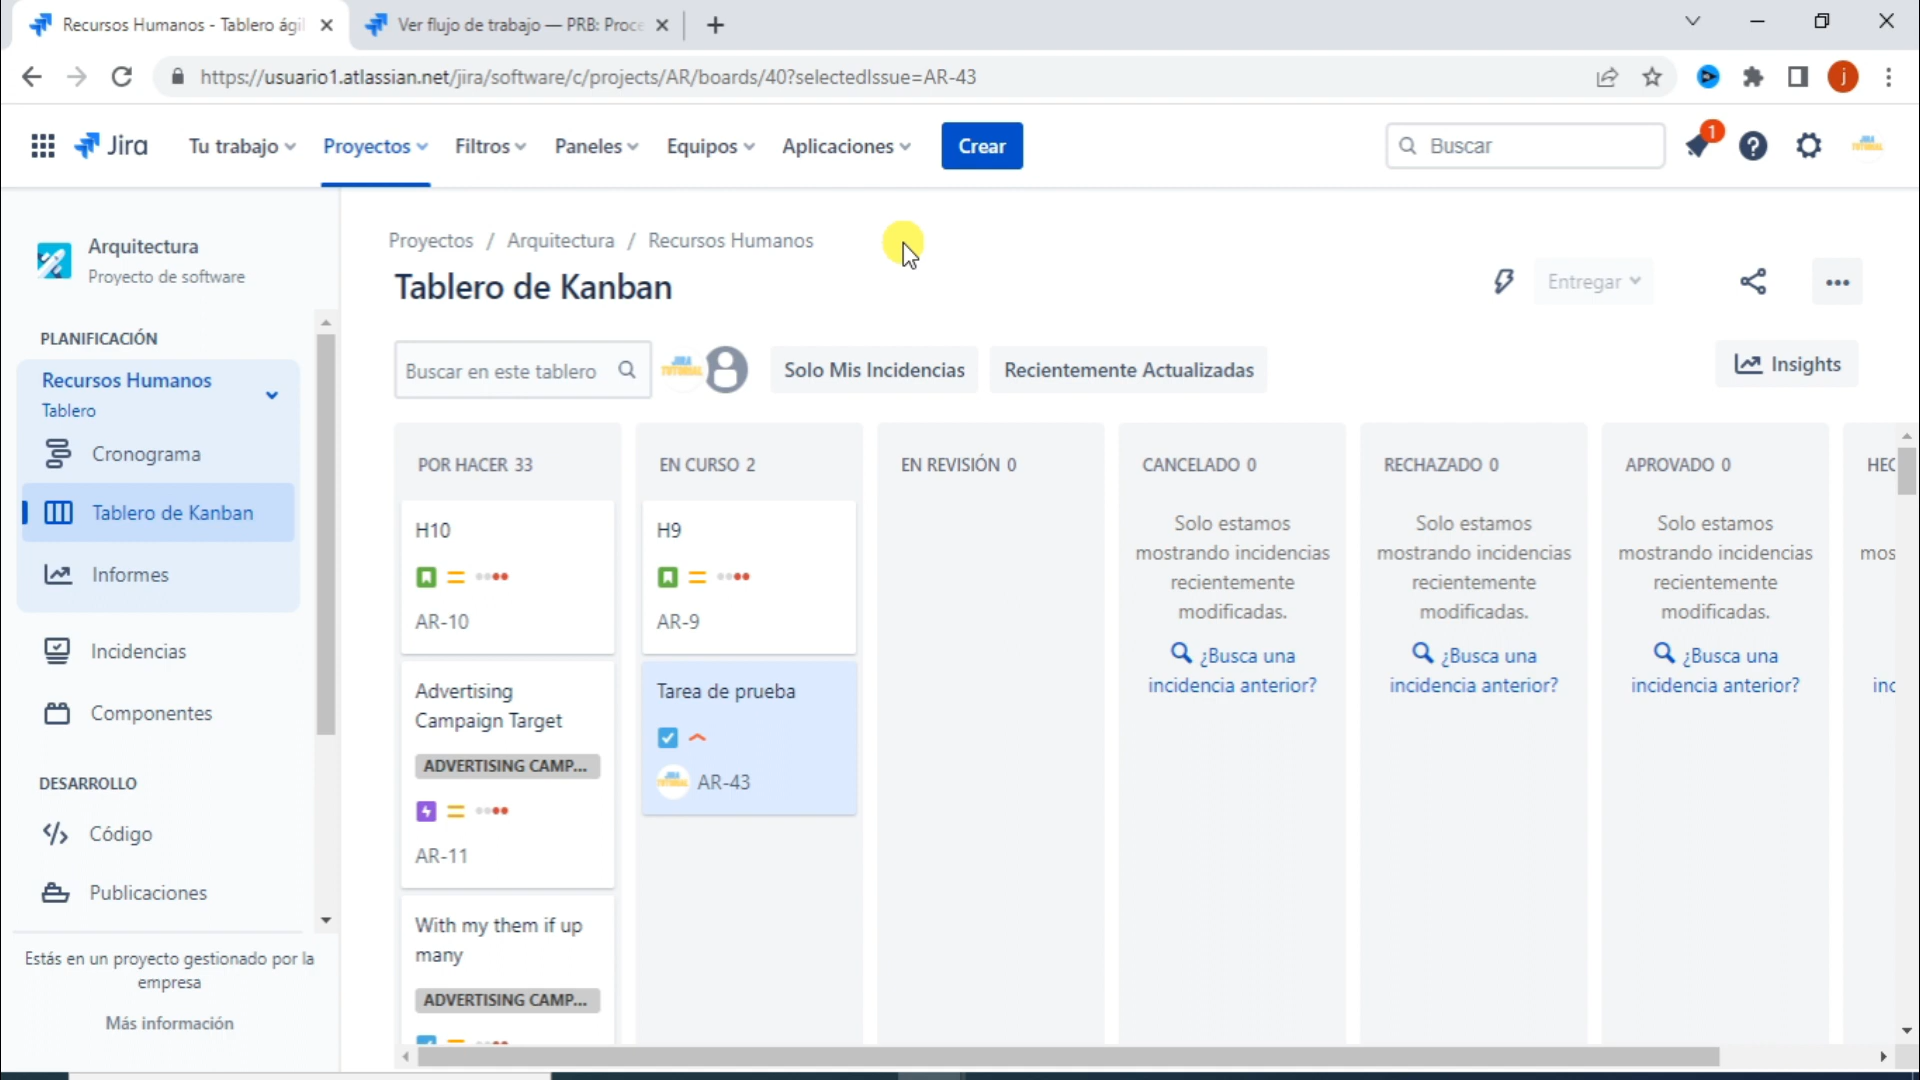 Recursos Humanos - Tablero ági
Ver flujo de trabajo — PRB: Proce
https://usuario1.atlassian.net/jira/software/c/projects/AR/boards/40?selectedIssue=AR-43
j
Jira
Tu trabajo
Proyectos
Filtros
Paneles
Equipos
Aplicaciones
Crear
Buscar
1
Arquitectura
Proyecto de software
PLANIFICACIÓN
Recursos Humanos
Tablero
Cronograma
Tablero de Kanban
Informes
Incidencias
Componentes
DESARROLLO
Código
Publicaciones
Estás en un proyecto gestionado por la
empresa
Más información
Proyectos / Arquitectura / Recursos Humanos
Tablero de Kanban
Entregar
Buscar en este tablero
JIRA
TUTORIAL
Solo Mis Incidencias
Recientemente Actualizadas
Insights
POR HACER 33
H10
AR-10
Advertising
Campaign Target
ADVERTISING CAMP...
AR-11
With my them if up
many
ADVERTISING CAMP...
EN CURSO 2
H9
AR-9
Tarea de prueba
AR-43
EN REVISIÓN 0
CANCELADO 0
Solo estamos
mostrando incidencias
recientemente
modificadas.
¿Busca una
incidencia anterior?
RECHAZADO 0
Solo estamos
mostrando incidencias
recientemente
modificadas.
¿Busca una
incidencia anterior?
APROVADO 0
Solo estamos
mostrando incidencias
recientemente
modificadas.
¿Busca una
incidencia anterior?
HEC
mos
inc